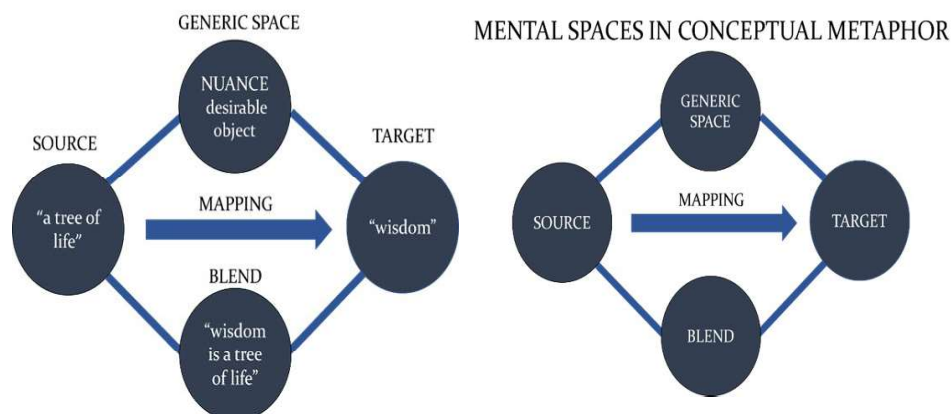 GENERIC SPACE
NUANCE
desirable
object
SOURCE
TARGET
“a tree of
life”
MAPPING
“wisdom”
BLEND
“wisdom
is a tree
of life”
MENTAL SPACES IN CONCEPTUAL METAPHOR
GENERIC
SPACE
SOURCE
MAPPING
TARGET
BLEND